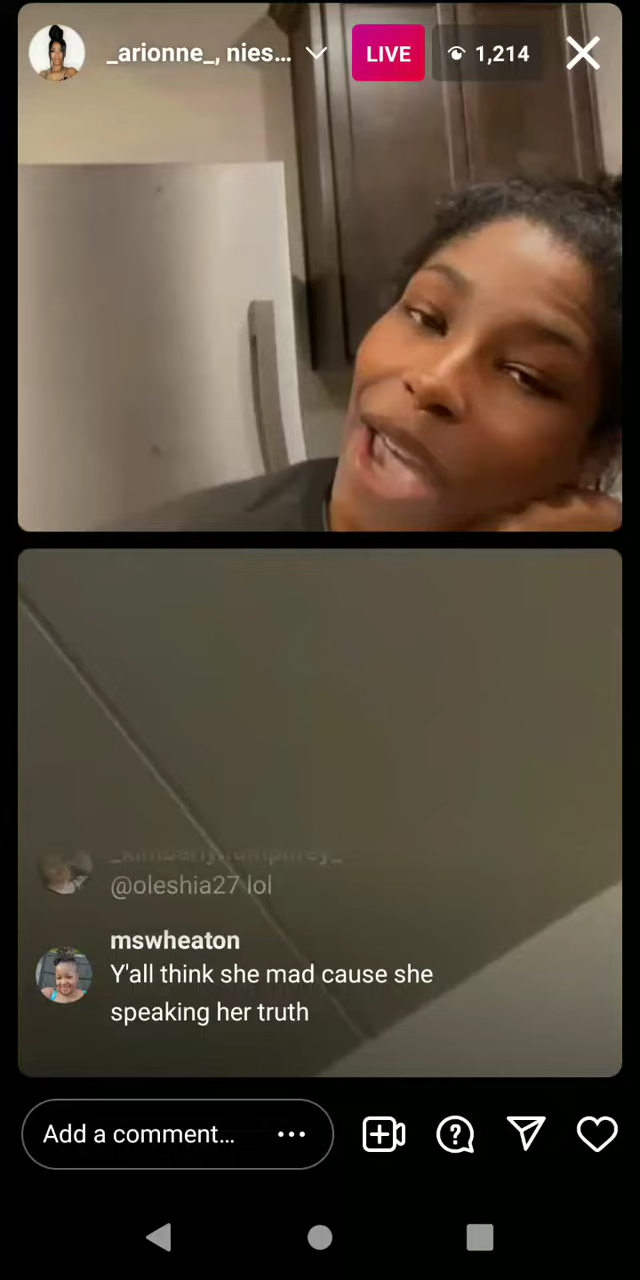 _arionne_, nies...
LIVE
1,214
@oleshia27 lol
mswheaton
Y'all think she mad cause she
speaking her truth
Add a comment...